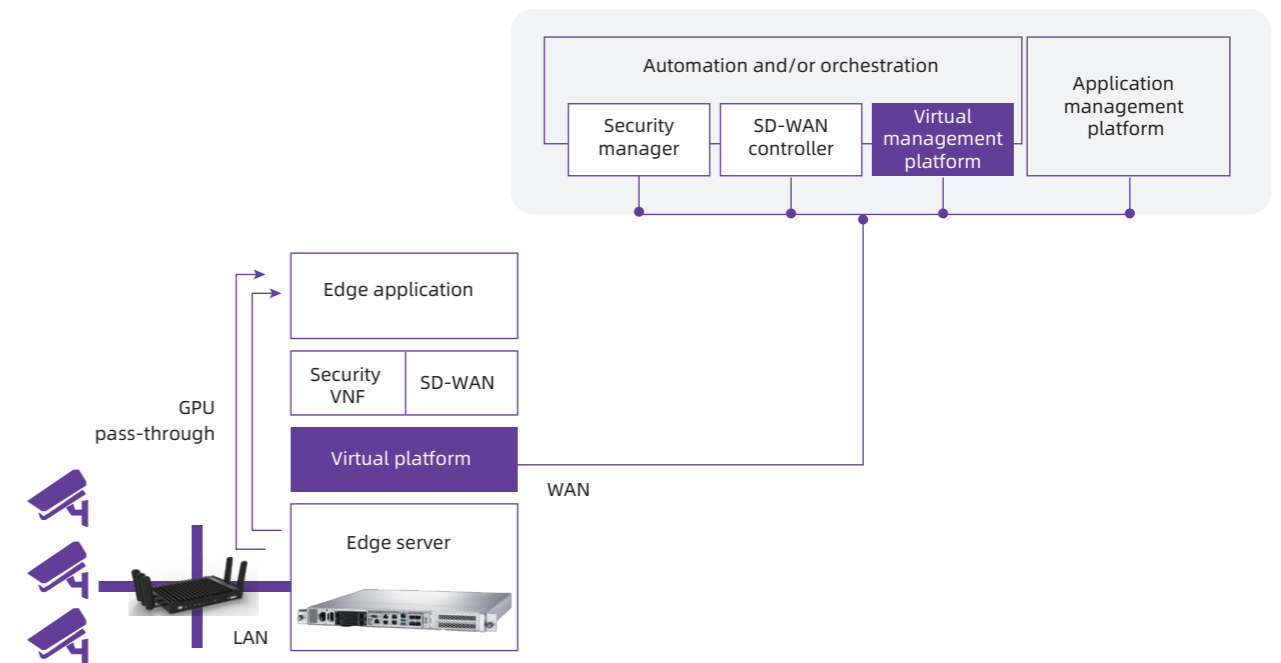 Automation and/or orchestration
Security
manager
SD-WAN
controller
Virtual
management
platform
Application
management
platform
Edge application
Security
VNF
SD-WAN
GPU
pass-through
Virtual platform
WAN
Edge server
LAN